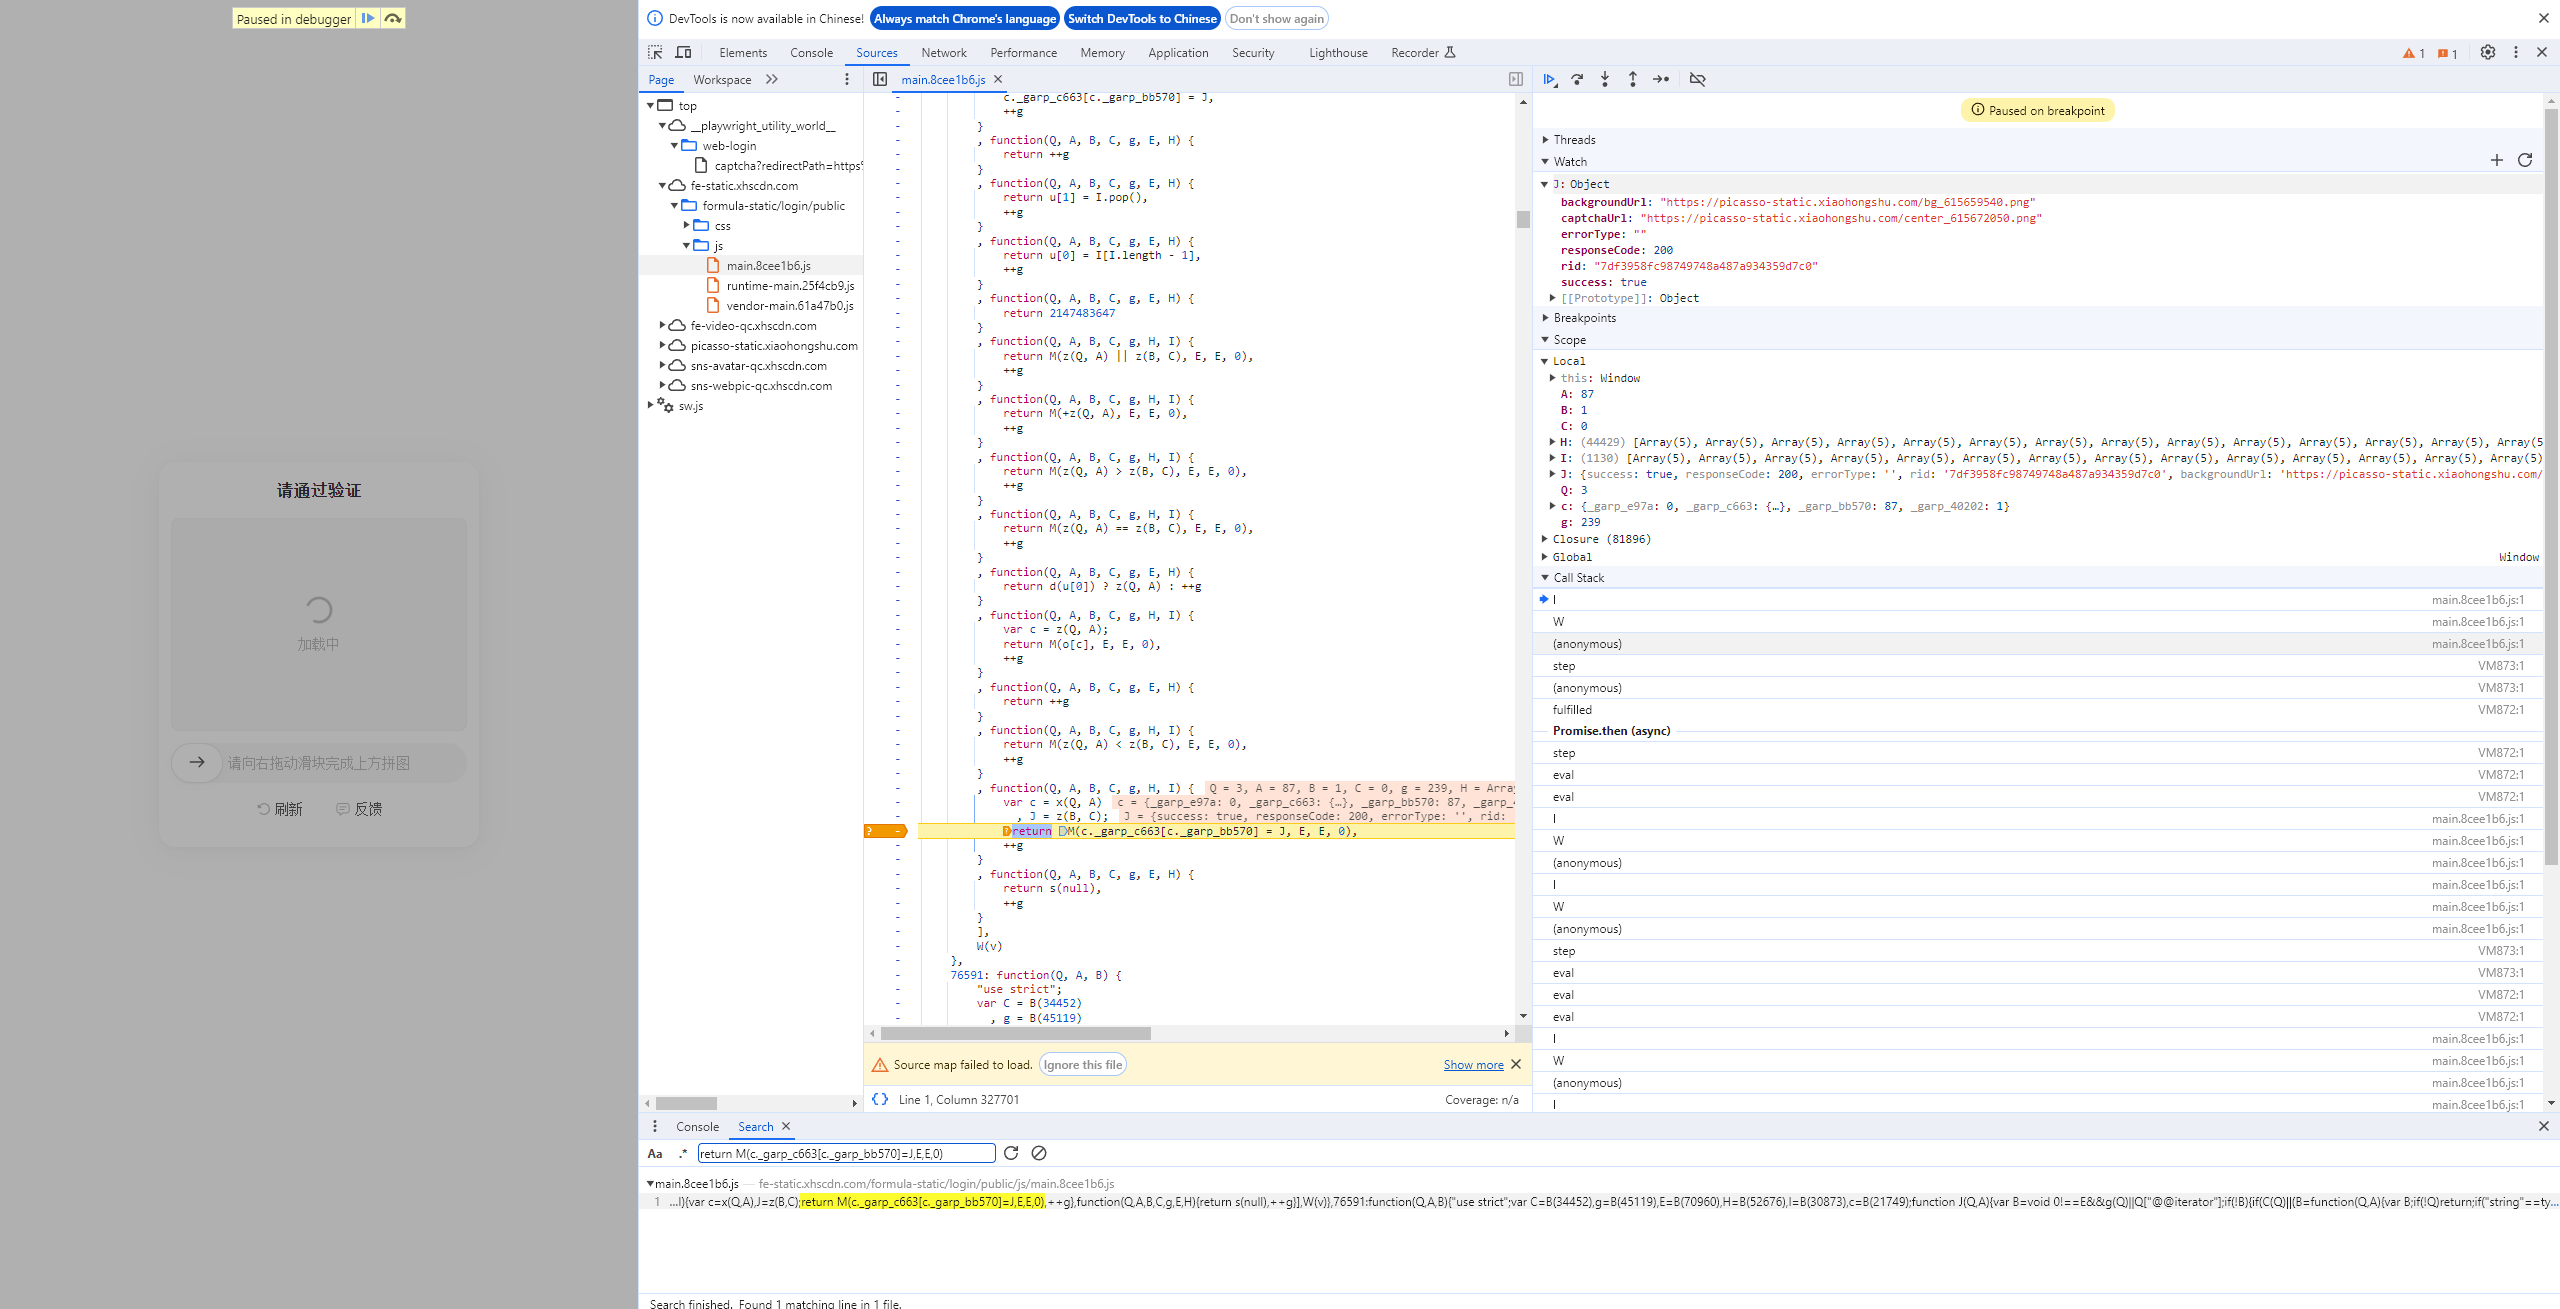 Paused in debugger
请通过验证
加载中
请向右拖动滑块完成上方拼图
刷新 反馈
DevTools is now available in Chinese! Always match Chrome's language Switch DevTools to Chinese Don't show again
Elements Console Sources Network Performance Memory Application Security Lighthouse Recorder 1 1
Page Workspace
top
__playwright_utility_world__
web-login
captcha?redirectPath=https%
fe-static.xhscdn.com
formula-static/login/public
css
js
main.8cee1b6.js
runtime-main.25f4cb9.js
vendor-main.61a47b0.js
fe-video-qc.xhscdn.com
picasso-static.xiaohongshu.com
sns-avatar-qc.xhscdn.com
sns-webpic-qc.xhscdn.com
sw.js
main.8cee1b6.js
c._garp_c663[c._garp_bb570] = J,
++g
}
, function(Q, A, B, C, g, E, H) {
return ++g
}
, function(Q, A, B, C, g, E, H) {
return u[1] = I.pop(),
++g
}
, function(Q, A, B, C, g, E, H) {
return u[0] = I[I.length - 1],
++g
}
, function(Q, A, B, C, g, E, H) {
return 2147483647
}
, function(Q, A, B, C, g, H, I) {
return M(z(Q, A) || z(B, C), E, E, 0),
++g
}
, function(Q, A, B, C, g, H, I) {
return M(+z(Q, A), E, E, 0),
++g
}
, function(Q, A, B, C, g, H, I) {
return M(z(Q, A) > z(B, C), E, E, 0),
++g
}
, function(Q, A, B, C, g, H, I) {
return M(z(Q, A) == z(B, C), E, E, 0),
++g
}
, function(Q, A, B, C, g, E, H) {
return d(u[0]) ? z(Q, A) : ++g
}
, function(Q, A, B, C, g, H, I) {
var c = z(Q, A);
return M(o[c], E, E, 0),
++g
}
, function(Q, A, B, C, g, E, H) {
return ++g
}
, function(Q, A, B, C, g, H, I) {
return M(z(Q, A) < z(B, C), E, E, 0),
++g
}
, function(Q, A, B, C, g, H, I) { Q = 3, A = 87, B = 1, C = 0, g = 239, H = Array
var c = x(Q, A) c = {_garp_e97a: 0, _garp_c663: {…}, _garp_bb570: 87, _garp_4
, J = z(B, C); J = {success: true, responseCode: 200, errorType: '', rid:
return M(c._garp_c663[c._garp_bb570] = J, E, E, 0),
++g
}
, function(Q, A, B, C, g, E, H) {
return s(null),
++g
}
],
W(v)
},
76591: function(Q, A, B) {
"use strict";
var C = B(34452)
, g = B(45119)
Source map failed to load. Ignore this file Show more
Line 1, Column 327701 Coverage: n/a
Paused on breakpoint
Threads
Watch
J: Object
backgroundUrl: "https://picasso-static.xiaohongshu.com/bg_615659540.png"
captchaUrl: "https://picasso-static.xiaohongshu.com/center_615672050.png"
errorType: ""
responseCode: 200
rid: "7df3958fc98749748a487a934359d7c0"
success: true
[[Prototype]]: Object
Breakpoints
Scope
Local
this: Window
A: 87
B: 1
C: 0
H: (44429) [Array(5), Array(5), Array(5), Array(5), Array(5), Array(5), Array(5), Array(5), Array(5), Array(5), Array(5), Array(5), Array(5), Array(5
I: (1130) [Array(5), Array(5), Array(5), Array(5), Array(5), Array(5), Array(5), Array(5), Array(5), Array(5), Array(5), Array(5), Array(5), Array(5)
J: {success: true, responseCode: 200, errorType: '', rid: '7df3958fc98749748a487a934359d7c0', backgroundUrl: 'https://picasso-static.xiaohongshu.com/
Q: 3
c: {_garp_e97a: 0, _garp_c663: {…}, _garp_bb570: 87, _garp_40202: 1}
g: 239
Closure (81896)
Global Window
Call Stack
I main.8cee1b6.js:1
W main.8cee1b6.js:1
(anonymous) main.8cee1b6.js:1
step VM873:1
(anonymous) VM873:1
fulfilled VM872:1
Promise.then (async)
step VM872:1
eval VM872:1
eval VM872:1
I main.8cee1b6.js:1
W main.8cee1b6.js:1
(anonymous) main.8cee1b6.js:1
I main.8cee1b6.js:1
W main.8cee1b6.js:1
(anonymous) main.8cee1b6.js:1
step VM873:1
eval VM873:1
eval VM872:1
eval VM872:1
I main.8cee1b6.js:1
W main.8cee1b6.js:1
(anonymous) main.8cee1b6.js:1
I main.8cee1b6.js:1
Console Search
Aa .* return M(c._garp_c663[c._garp_bb570]=J,E,E,0)
main.8cee1b6.js — fe-static.xhscdn.com/formula-static/login/public/js/main.8cee1b6.js
1 …I){var c=x(Q,A),J=z(B,C);return M(c._garp_c663[c._garp_bb570]=J,E,E,0),++g},function(Q,A,B,C,g,E,H){return s(null),++g}],W(v)},76591:function(Q,A,B){"use strict";var C=B(34452),g=B(45119),E=B(70960),H=B(52676),I=B(30873),c=B(21749);function J(Q,A){var B=void 0!==E&&g(Q)||Q["@@iterator"];if(!B){if(C(Q)||(B=function(Q,A){var B;if(!Q)return;if("string"==ty…
Search finished. Found 1 matching line in 1 file.